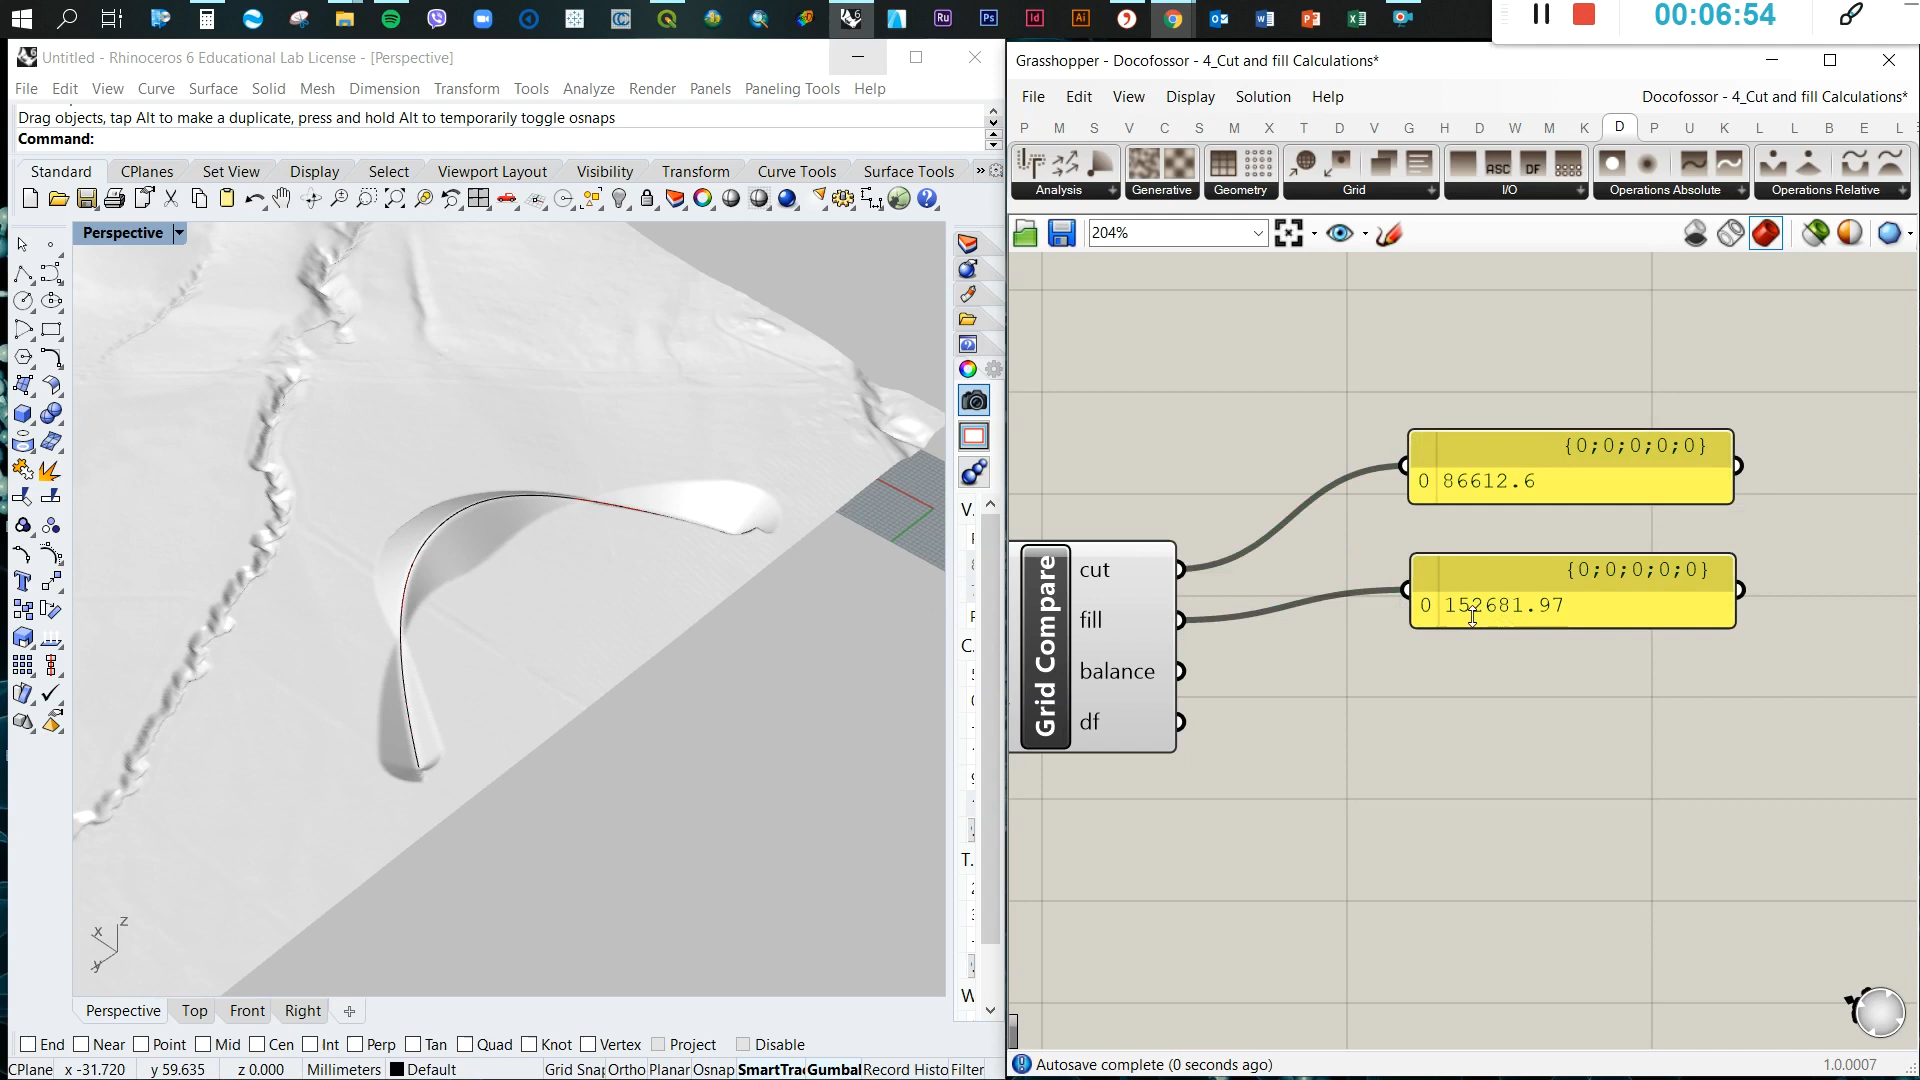 00:06:54
Untitled - Rhinoceros 6 Educational Lab License - [Perspective]
File Edit View Curve Surface Solid Mesh Dimension Transform Tools Analyze Render Panels Paneling Tools Help
Drag objects, tap Alt to make a duplicate, press and hold Alt to temporarily toggle osnaps
Command:
Standard CPlanes Set View Display Select Viewport Layout Visibility Transform Curve Tools Surface Tools »
Perspective
V.
C.
T.
W
x y z
Perspective Top Front Right
End Near Point Mid Cen Int Perp Tan Quad Knot Vertex Project Disable
CPlane x -31.720 y 59.635 z 0.000 Millimeters Default Grid Snap Ortho Planar Osnap SmartTra Gumbal Record Histo Filter
Grasshopper - Docofossor - 4_Cut and fill Calculations*
File Edit View Display Solution Help Docofossor - 4_Cut and fill Calculations*
P M S V C S M X T D V G H D W M K D P U K L L B E L
ASC DF
Analysis Generative Geometry Grid I/O Operations Absolute Operations Relative
204%
{0;0;0;0;0}
0 86612.6
{0;0;0;0;0}
0 152681.97
Grid Compare
cut
fill
balance
df
Autosave complete (0 seconds ago) 1.0.0007